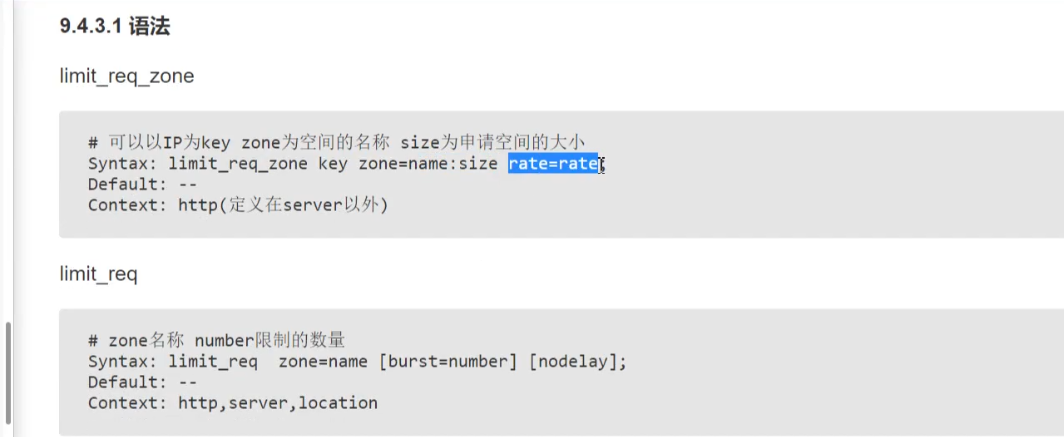 9.4.3.1 语法
limit_req_zone
# 可以以IP为key zone为空间的名称 size为申请空间的大小
Syntax: limit_req_zone key zone=name:size rate=rate;
Default: --
Context: http(定义在server以外)
limit_req
# zone名称 number限制的数量
Syntax: limit_req  zone=name [burst=number] [nodelay];
Default: --
Context: http,server,location